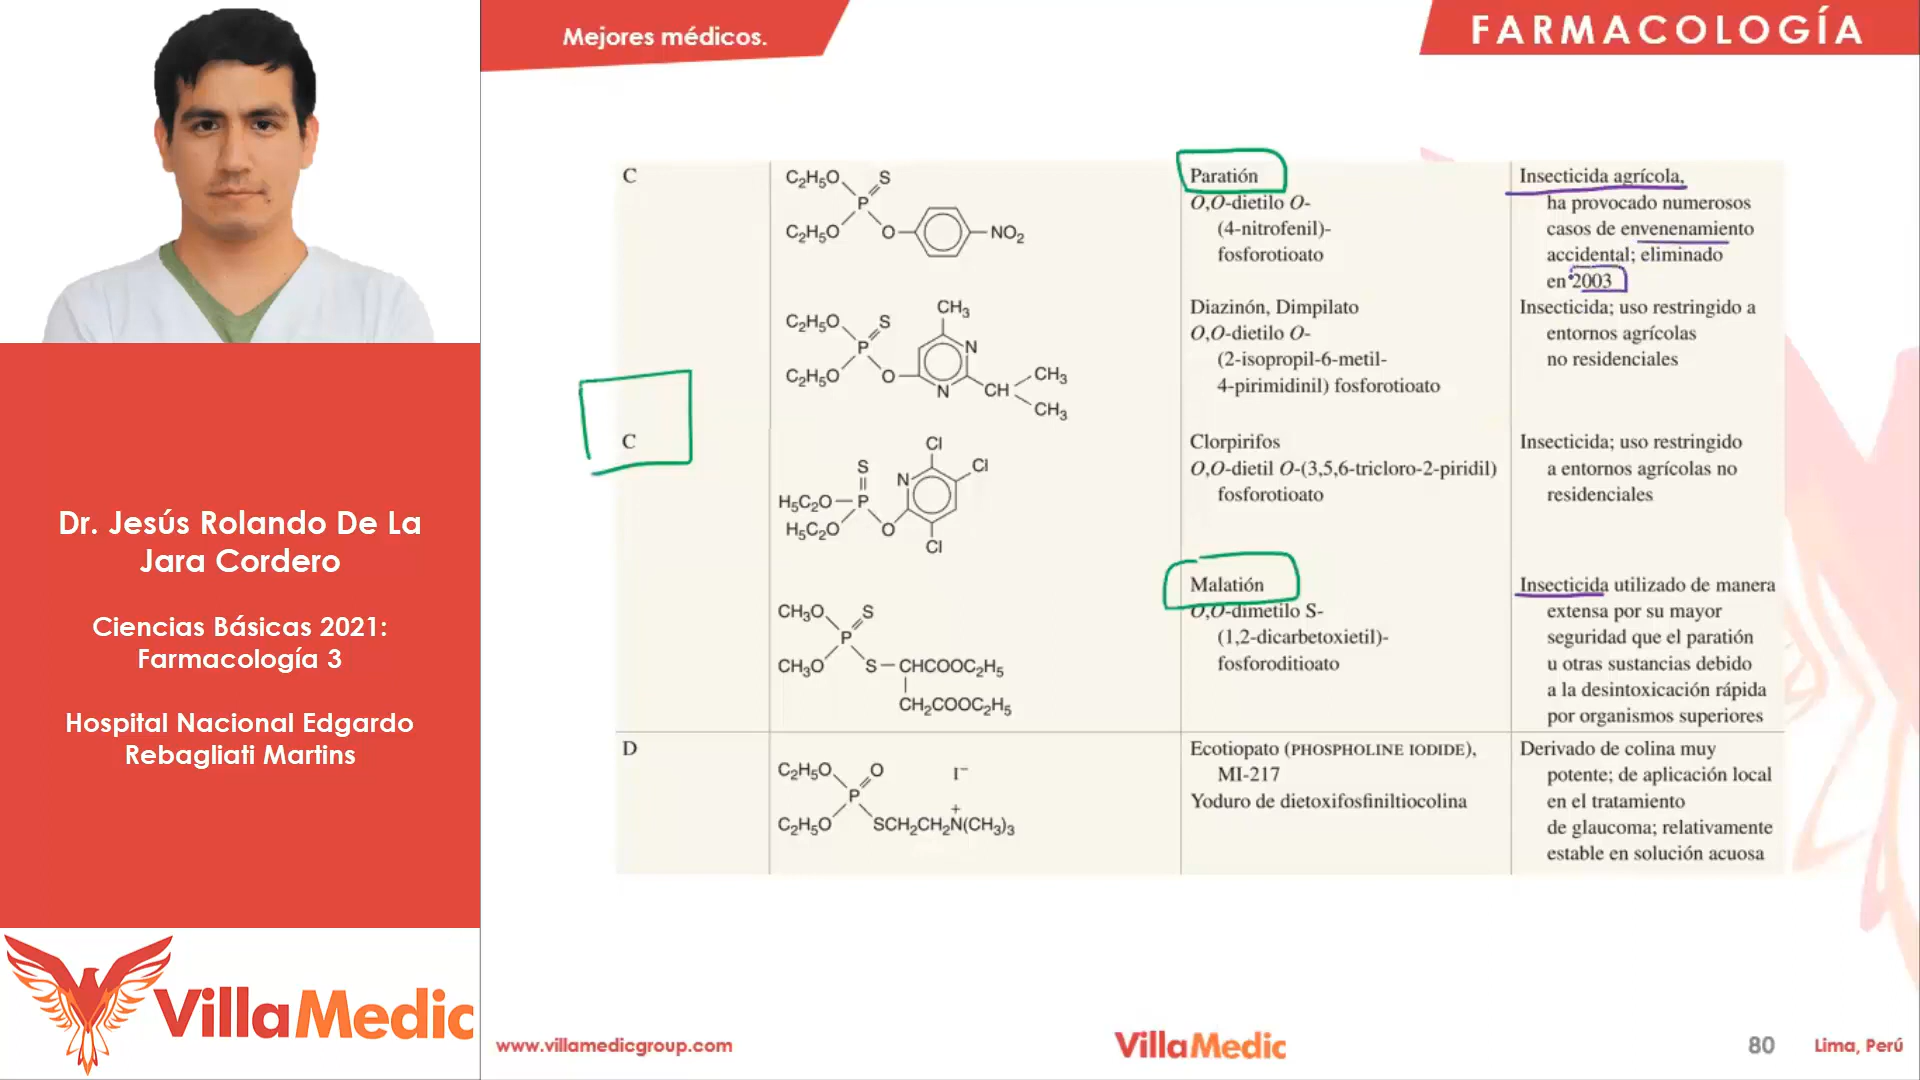 Mejores médicos.
FARMACOLOGÍA
Dr. Jesús Rolando De La
Jara Cordero
Ciencias Básicas 2021:
Farmacología 3
Hospital Nacional Edgardo
Rebagliati Martins
VillaMedic
C
C₂H₅O
S
P
C₂H₅O
O
NO₂
Paratión
O,O-dietilo O-
(4-nitrofenil)-
fosforotioato
Insecticida agrícola,
ha provocado numerosos
casos de envenenamiento
accidental; eliminado
en 2003
CH₃
C₂H₅O
S
P
N
C₂H₅O
O
N
CH
CH₃
CH₃
Diazinón, Dimpilato
O,O-dietilo O-
(2-isopropil-6-metil-
4-pirimidinil) fosforotioato
Insecticida; uso restringido a
entornos agrícolas
no residenciales
C
Cl
S
N
Cl
H₅C₂O
P
H₅C₂O
O
Cl
Clorpirifos
O,O-dietil O-(3,5,6-tricloro-2-piridil)
fosforotioato
Insecticida; uso restringido
a entornos agrícolas no
residenciales
CH₃O
S
P
CH₃O
S
CHCOOC₂H₅
CH₂COOC₂H₅
Malatión
O,O-dimetilo S-
(1,2-dicarbetoxietil)-
fosforoditioato
Insecticida utilizado de manera
extensa por su mayor
seguridad que el paratión
u otras sustancias debido
a la desintoxicación rápida
por organismos superiores
D
C₂H₅O
O
I⁻
P
+
C₂H₅O
SCH₂CH₂N(CH₃)₃
Ecotiopato (PHOSPHOLINE IODIDE),
MI-217
Yoduro de dietoxifosfiniltiocolina
Derivado de colina muy
potente; de aplicación local
en el tratamiento
de glaucoma; relativamente
estable en solución acuosa
www.villamedicgroup.com
VillaMedic
80
Lima, Perú